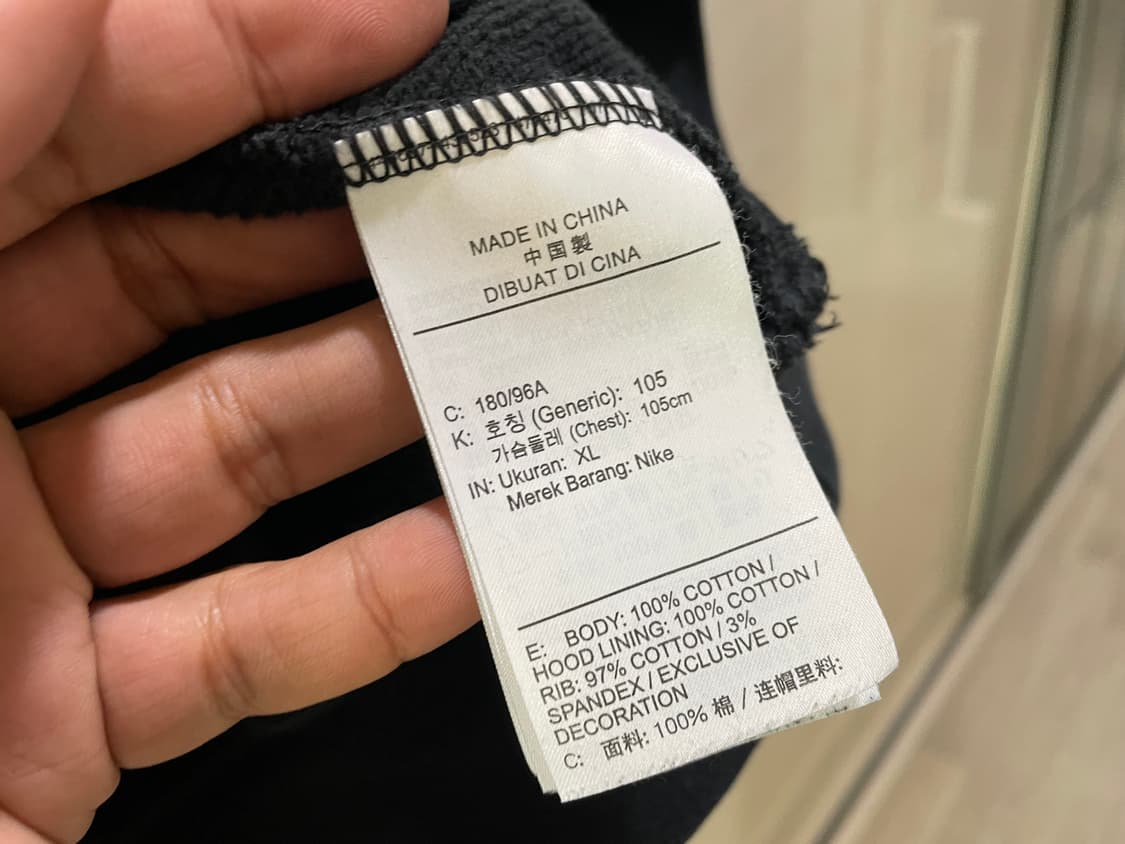 MADE IN CHINA
中国製
DIBUAT DI CINA
C: 180/96A
K: 호칭 (Generic): 105
가슴둘레 (Chest): 105cm
IN: Ukuran: XL
Merek Barang: Nike
E: BODY: 100% COTTON /
HOOD LINING: 100% COTTON /
RIB: 97% COTTON / 3%
SPANDEX / EXCLUSIVE OF
DECORATION
C: 面料: 100% 棉 / 连帽里料: